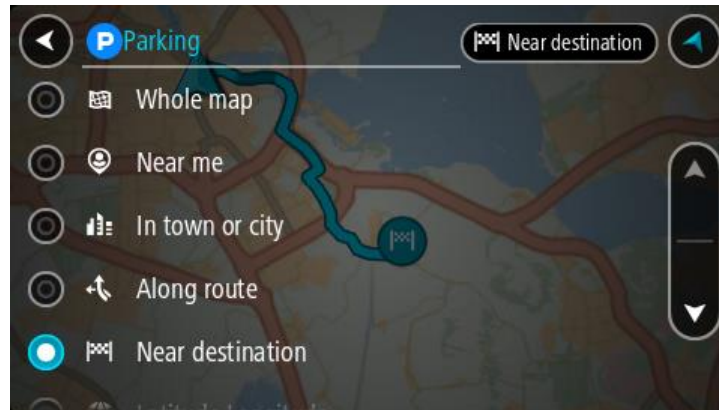 P Parking
Near destination
Whole map
Near me
In town or city
Along route
Near destination